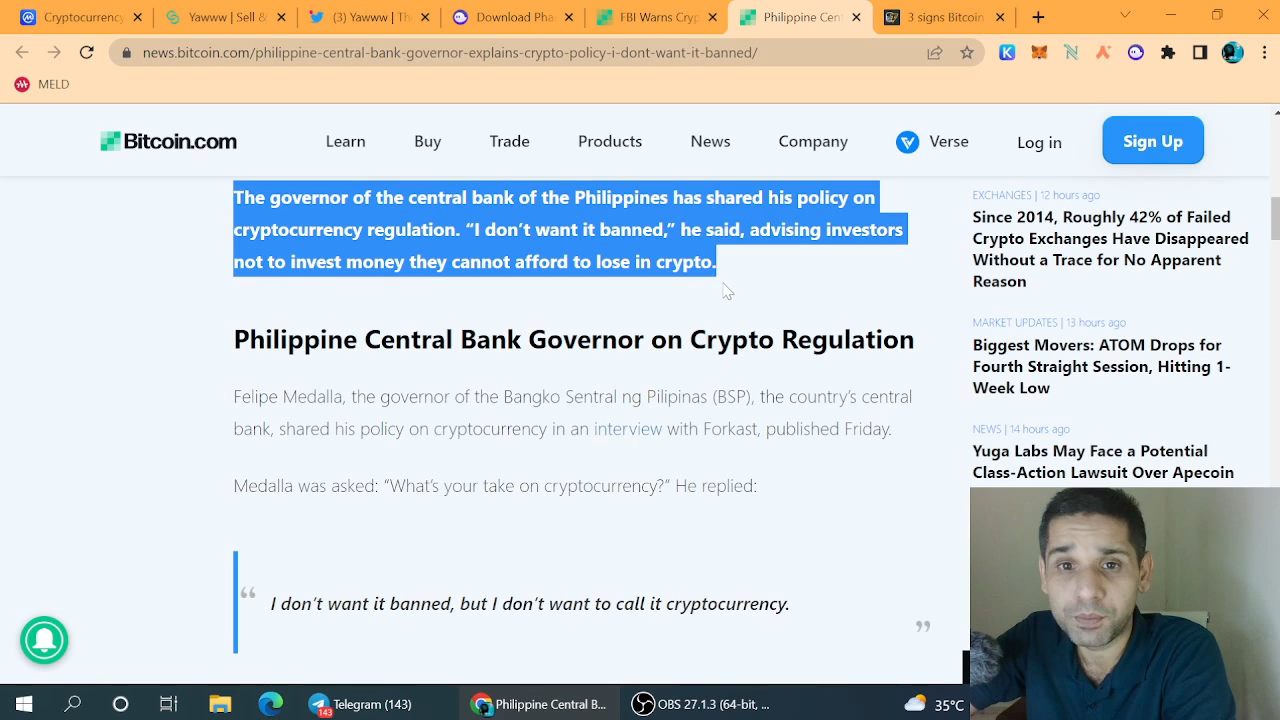 Cryptocurrency
Yawww | Sell &
(3) Yawww | Th
Download Pha
FBI Warns Cryp
Philippine Cent
3 signs Bitcoin
news.bitcoin.com/philippine-central-bank-governor-explains-crypto-policy-i-dont-want-it-banned/
MELD
Bitcoin.com
Learn
Buy
Trade
Products
News
Company
Verse
Log in
Sign Up
The governor of the central bank of the Philippines has shared his policy on
cryptocurrency regulation. “I don’t want it banned,” he said, advising investors
not to invest money they cannot afford to lose in crypto.
Philippine Central Bank Governor on Crypto Regulation
Felipe Medalla, the governor of the Bangko Sentral ng Pilipinas (BSP), the country’s central
bank, shared his policy on cryptocurrency in an interview with Forkast, published Friday.
Medalla was asked: “What’s your take on cryptocurrency?” He replied:
“
I don’t want it banned, but I don’t want to call it cryptocurrency.
”
EXCHANGES | 12 hours ago
Since 2014, Roughly 42% of Failed
Crypto Exchanges Have Disappeared
Without a Trace for No Apparent
Reason
MARKET UPDATES | 13 hours ago
Biggest Movers: ATOM Drops for
Fourth Straight Session, Hitting 1-
Week Low
NEWS | 14 hours ago
Yuga Labs May Face a Potential
Class-Action Lawsuit Over Apecoin
143
Telegram (143)
Philippine Central B...
OBS 27.1.3 (64-bit, ...
35°C